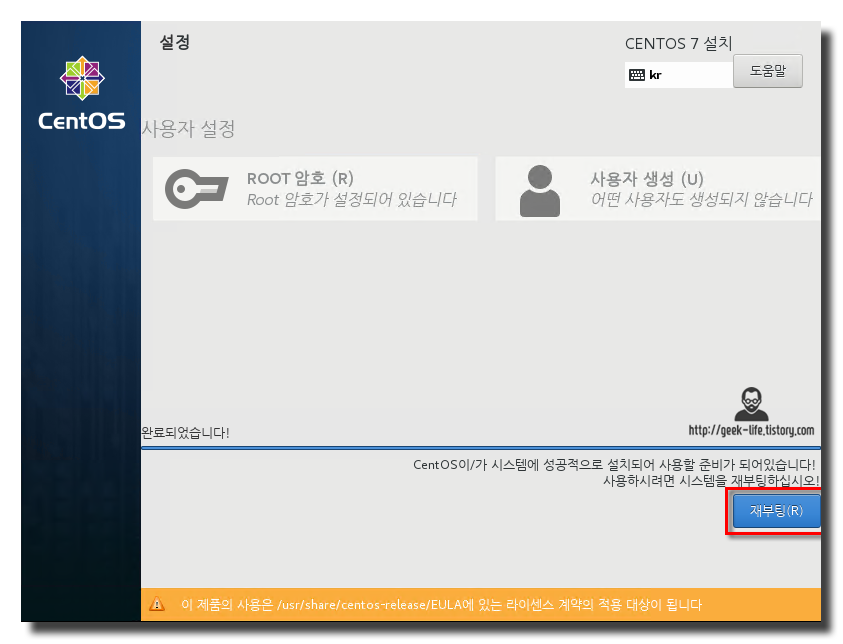 CentOS
설정
CENTOS 7 설치
kr
도움말
사용자 설정
ROOT 암호 (R)
Root 암호가 설정되어 있습니다
사용자 생성 (U)
어떤 사용자도 생성되지 않습니다
http://geek-life.tistory.com
완료되었습니다!
CentOS이/가 시스템에 성공적으로 설치되어 사용할 준비가 되어있습니다!
사용하시려면 시스템을 재부팅하십시오!
재부팅(R)
이 제품의 사용은 /usr/share/centos-release/EULA에 있는 라이센스 계약의 적용 대상이 됩니다